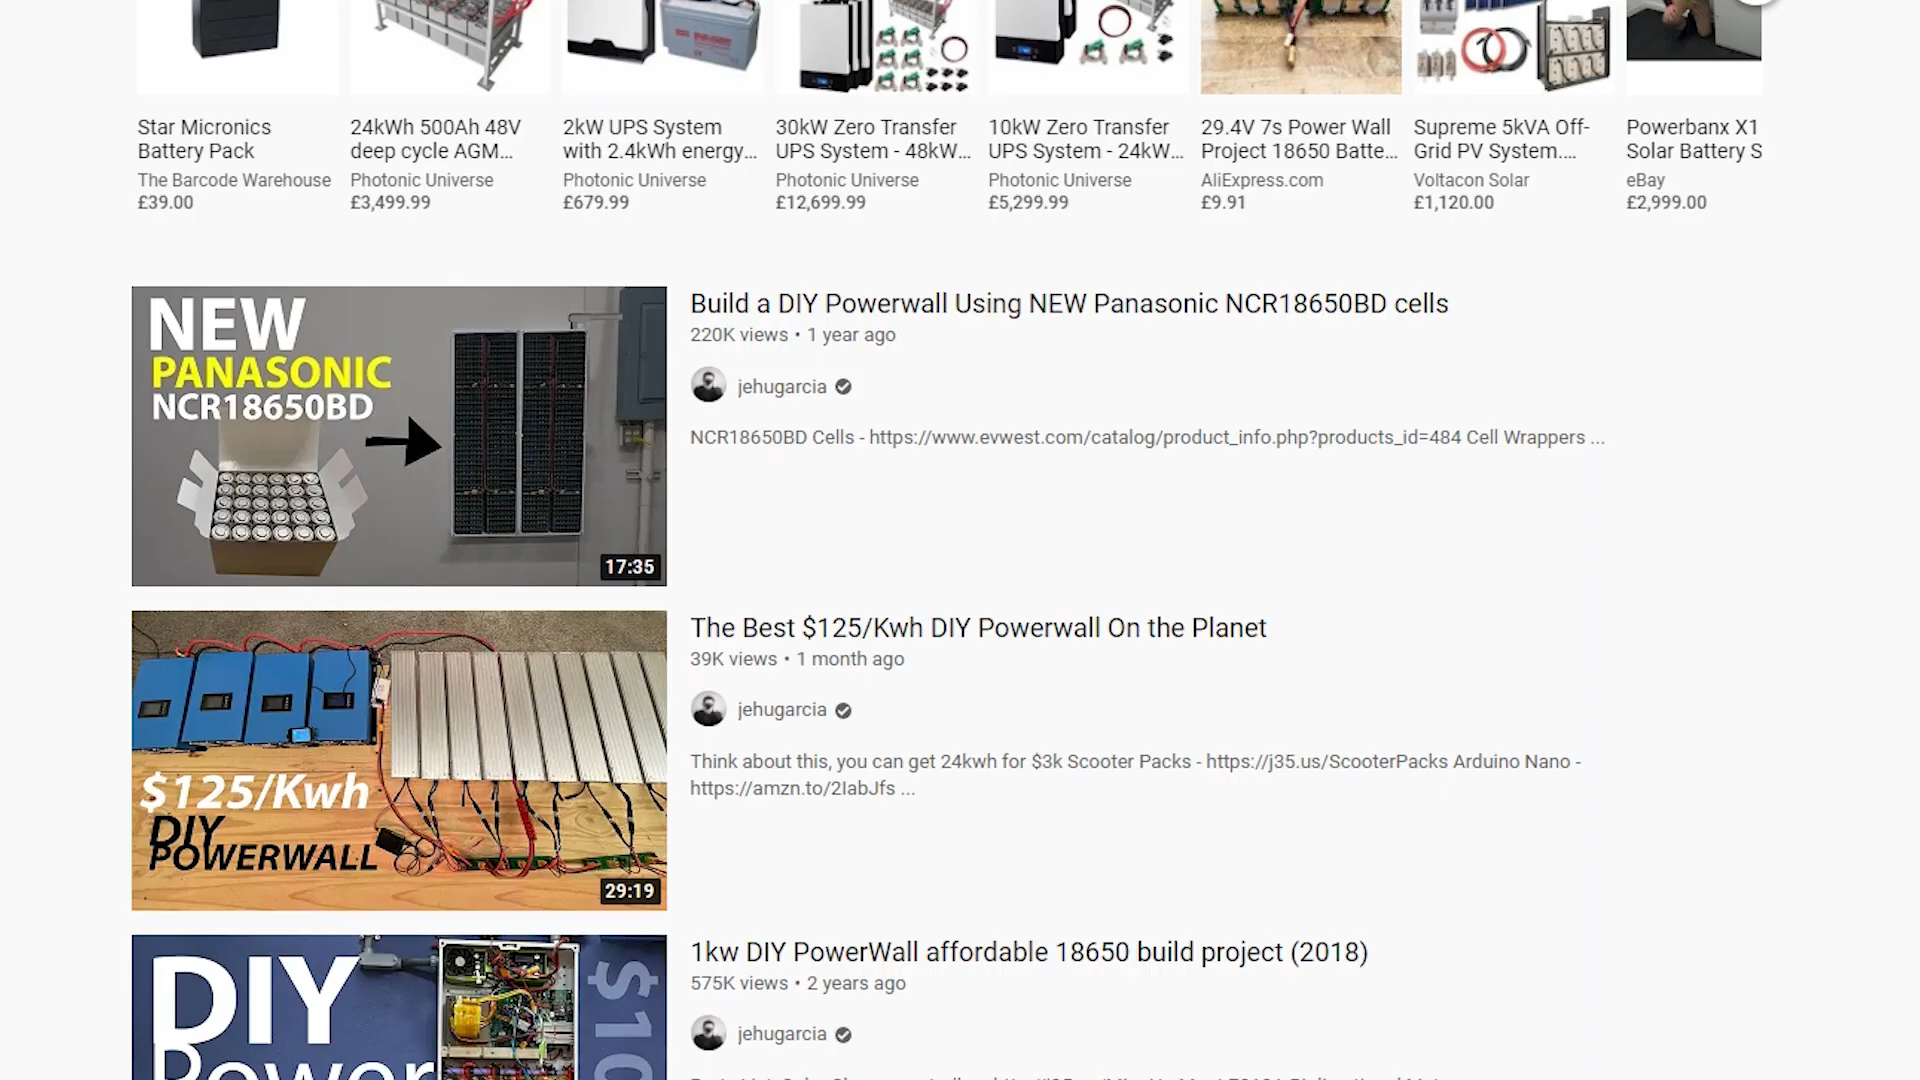 Star Micronics
Battery Pack
The Barcode Warehouse
£39.00
24kWh 500Ah 48V
deep cycle AGM...
Photonic Universe
£3,499.99
2kW UPS System
with 2.4kWh energy...
Photonic Universe
£679.99
30kW Zero Transfer
UPS System - 48kW...
Photonic Universe
£12,699.99
10kW Zero Transfer
UPS System - 24kW...
Photonic Universe
£5,299.99
29.4V 7s Power Wall
Project 18650 Batte...
AliExpress.com
£9.91
Supreme 5kVA Off-
Grid PV System....
Voltacon Solar
£1,120.00
Powerbanx X1
Solar Battery S
eBay
£2,999.00
NEW
PANASONIC
NCR18650BD
17:35
Build a DIY Powerwall Using NEW Panasonic NCR18650BD cells
220K views • 1 year ago
jehugarcia
NCR18650BD Cells - https://www.evwest.com/catalog/product_info.php?products_id=484 Cell Wrappers ...
$125/Kwh
DIY
POWERWALL
29:19
The Best $125/Kwh DIY Powerwall On the Planet
39K views • 1 month ago
jehugarcia
Think about this, you can get 24kwh for $3k Scooter Packs - https://j35.us/ScooterPacks Arduino Nano -
https://amzn.to/2IabJfs ...
DIY
Power
$10
1kw DIY PowerWall affordable 18650 build project (2018)
575K views • 2 years ago
jehugarcia